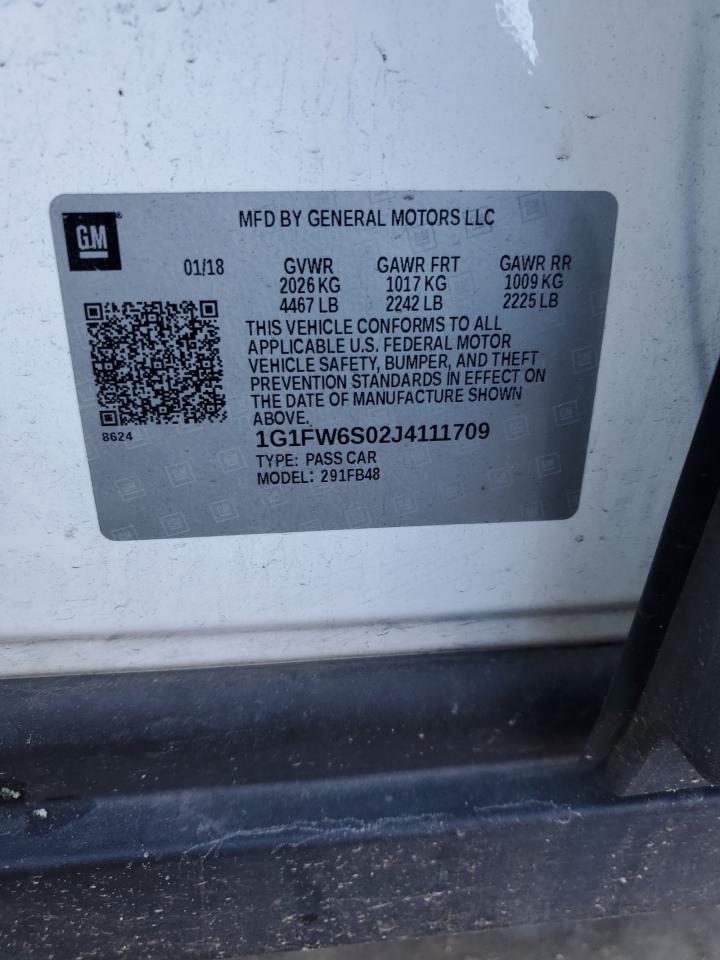 GM
MFD BY GENERAL MOTORS LLC
01/18 GVWR GAWR FRT GAWR RR
2026 KG 1017 KG 1009 KG
4467 LB 2242 LB 2225 LB
THIS VEHICLE CONFORMS TO ALL
APPLICABLE U.S. FEDERAL MOTOR
VEHICLE SAFETY, BUMPER, AND THEFT
PREVENTION STANDARDS IN EFFECT ON
THE DATE OF MANUFACTURE SHOWN
ABOVE.
8624
1G1FW6S02J4111709
TYPE: PASS CAR
MODEL: 291FB48